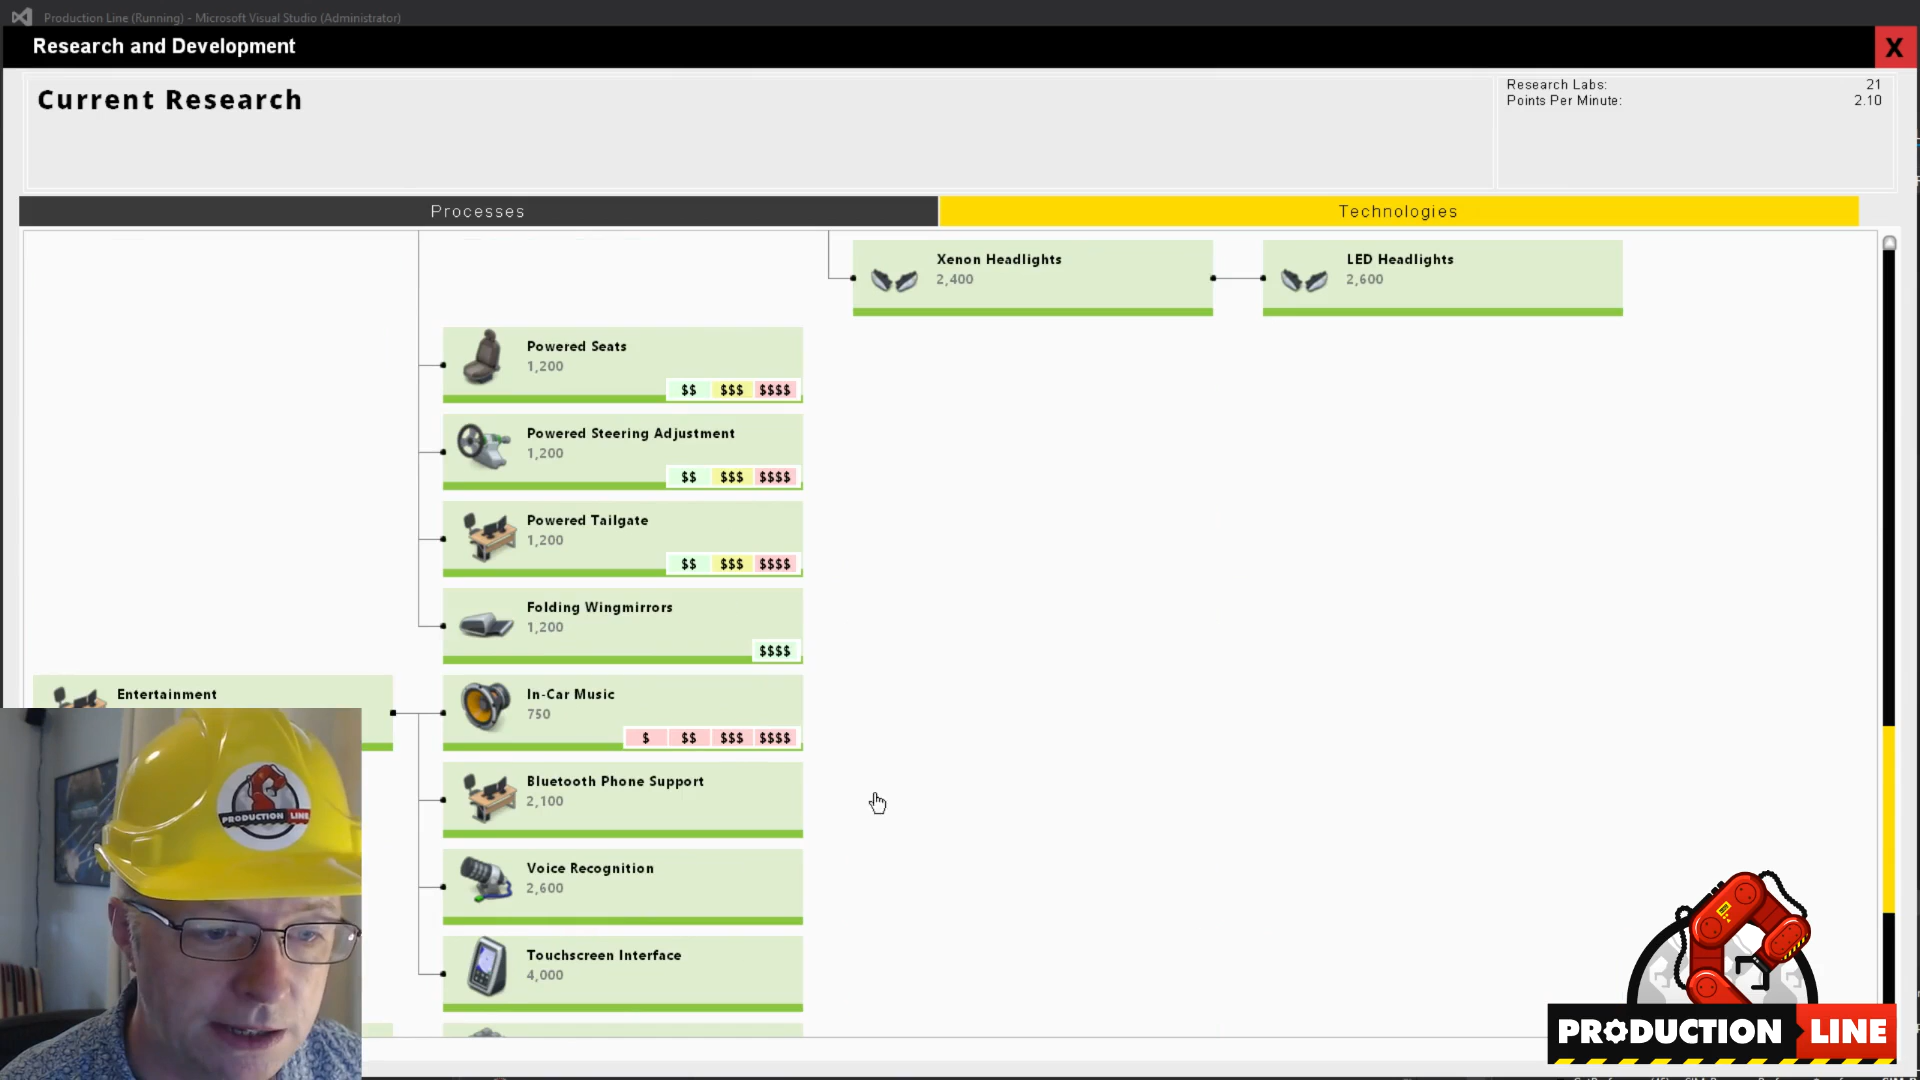 Production Line (Running) - Microsoft Visual Studio (Administrator)
Research and Development
X
Current Research
Research Labs: 21
Points Per Minute: 2.10
Processes
Technologies
Xenon Headlights
2,400
LED Headlights
2,600
Powered Seats
1,200
$$ $$$ $$$$
Powered Steering Adjustment
1,200
$$ $$$ $$$$
Powered Tailgate
1,200
$$ $$$ $$$$
Folding Wingmirrors
1,200
$$$$
Entertainment
In-Car Music
750
$ $$ $$$ $$$$
Bluetooth Phone Support
2,100
Voice Recognition
2,600
Touchscreen Interface
4,000
PRODUCTION LINE
PRODUCTION LINE